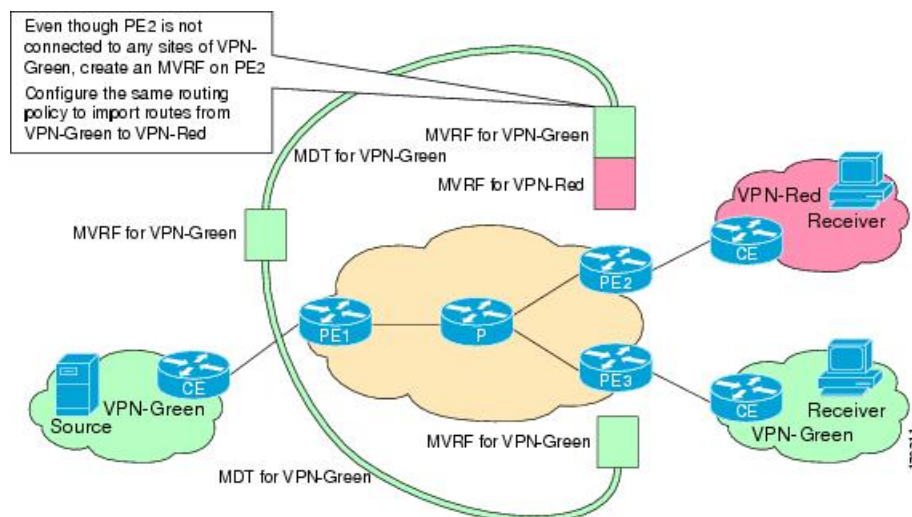 Even though PE2 is not
connected to any sites of VPN-
Green, create an MVRF on PE2
Configure the same routing
policy to import routes from
VPN-Green to VPN-Red
MVRF for VPN-Green
MDT for VPN-Green
MVRF for VPN-Red
VPN-Red
Receiver
MVRF for VPN-Green
CE
PE2
PE1
P
PE3
CE
VPN-Green
Source
CE
Receiver
VPN-Green
MVRF for VPN-Green
MDT for VPN-Green